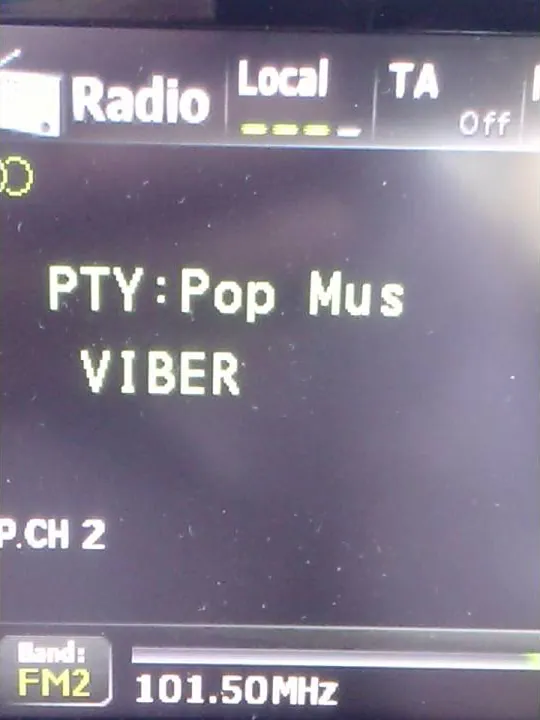 Radio
Local
TA
Off
PTY:Pop Mus
VIBER
P.CH 2
Band:
FM2
101.50MHz